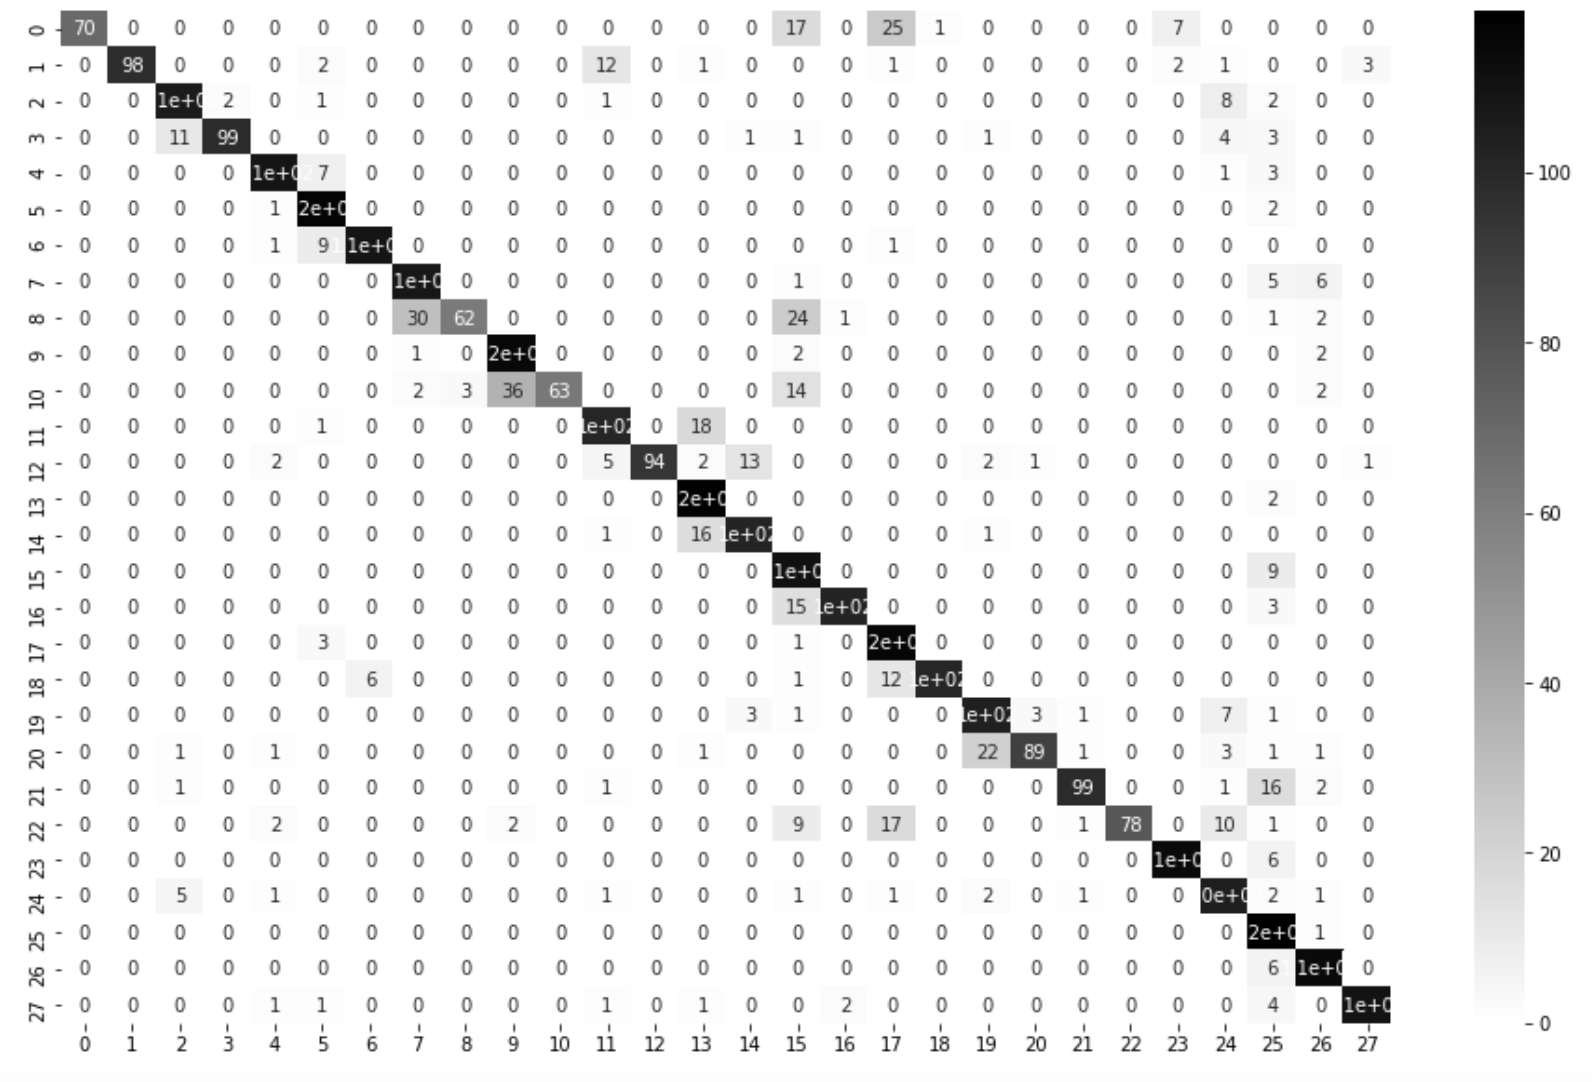 0 70 0 0 0 0 0 0 0 0 0 0 0 0 0 0 17 0 25 1 0 0 0 0 7 0 0 0 0
1 0 98 0 0 0 2 0 0 0 0 0 12 0 1 0 0 0 1 0 0 0 0 0 2 1 0 0 3
2 0 0 1e+0 2 0 1 0 0 0 0 0 1 0 0 0 0 0 0 0 0 0 0 0 0 8 2 0 0
3 0 0 11 99 0 0 0 0 0 0 0 0 0 0 1 1 0 0 0 1 0 0 0 0 4 3 0 0
4 0 0 0 0 1e+0 7 0 0 0 0 0 0 0 0 0 0 0 0 0 0 0 0 0 0 1 3 0 0
5 0 0 0 0 1 2e+0 0 0 0 0 0 0 0 0 0 0 0 0 0 0 0 0 0 0 0 2 0 0
6 0 0 0 0 1 9 1e+0 0 0 0 0 0 0 0 0 0 0 1 0 0 0 0 0 0 0 0 0 0
7 0 0 0 0 0 0 0 1e+0 0 0 0 0 0 0 0 1 0 0 0 0 0 0 0 0 0 5 6 0
8 0 0 0 0 0 0 0 30 62 0 0 0 0 0 0 24 1 0 0 0 0 0 0 0 0 1 2 0
9 0 0 0 0 0 0 0 1 0 2e+0 0 0 0 0 0 2 0 0 0 0 0 0 0 0 0 0 2 0
10 0 0 0 0 0 0 0 2 3 36 63 0 0 0 0 14 0 0 0 0 0 0 0 0 0 0 2 0
11 0 0 0 0 0 1 0 0 0 0 0 1e+02 0 18 0 0 0 0 0 0 0 0 0 0 0 0 0 0
12 0 0 0 0 2 0 0 0 0 0 0 5 94 2 13 0 0 0 0 2 1 0 0 0 0 0 0 1
13 0 0 0 0 0 0 0 0 0 0 0 0 0 2e+0 0 0 0 0 0 0 0 0 0 0 0 2 0 0
14 0 0 0 0 0 0 0 0 0 0 0 1 0 16 1e+02 0 0 0 0 1 0 0 0 0 0 0 0 0
15 0 0 0 0 0 0 0 0 0 0 0 0 0 0 0 1e+0 0 0 0 0 0 0 0 0 0 9 0 0
16 0 0 0 0 0 0 0 0 0 0 0 0 0 0 0 15 1e+02 0 0 0 0 0 0 0 0 3 0 0
17 0 0 0 0 0 3 0 0 0 0 0 0 0 0 0 1 0 2e+0 0 0 0 0 0 0 0 0 0 0
18 0 0 0 0 0 0 6 0 0 0 0 0 0 0 0 1 0 12 1e+02 0 0 0 0 0 0 0 0 0
19 0 0 0 0 0 0 0 0 0 0 0 0 0 0 3 1 0 0 0 1e+02 3 1 0 0 7 1 0 0
20 0 0 1 0 1 0 0 0 0 0 0 0 0 1 0 0 0 0 0 22 89 1 0 0 3 1 1 0
21 0 0 1 0 0 0 0 0 0 0 0 1 0 0 0 0 0 0 0 0 0 99 0 0 1 16 2 0
22 0 0 0 0 2 0 0 0 0 2 0 0 0 0 0 9 0 17 0 0 0 1 78 0 10 1 0 0
23 0 0 0 0 0 0 0 0 0 0 0 0 0 0 0 0 0 0 0 0 0 0 0 1e+0 0 6 0 0
24 0 0 5 0 1 0 0 0 0 0 0 1 0 0 0 1 0 1 0 2 0 1 0 0 0e+0 2 1 0
25 0 0 0 0 0 0 0 0 0 0 0 0 0 0 0 0 0 0 0 0 0 0 0 0 0 2e+0 1 0
26 0 0 0 0 0 0 0 0 0 0 0 0 0 0 0 0 0 0 0 0 0 0 0 0 0 6 1e+0 0
27 0 0 0 0 1 1 0 0 0 0 0 1 0 1 0 0 2 0 0 0 0 0 0 0 0 4 0 1e+0
0 1 2 3 4 5 6 7 8 9 10 11 12 13 14 15 16 17 18 19 20 21 22 23 24 25 26 27
100
80
60
40
20
0